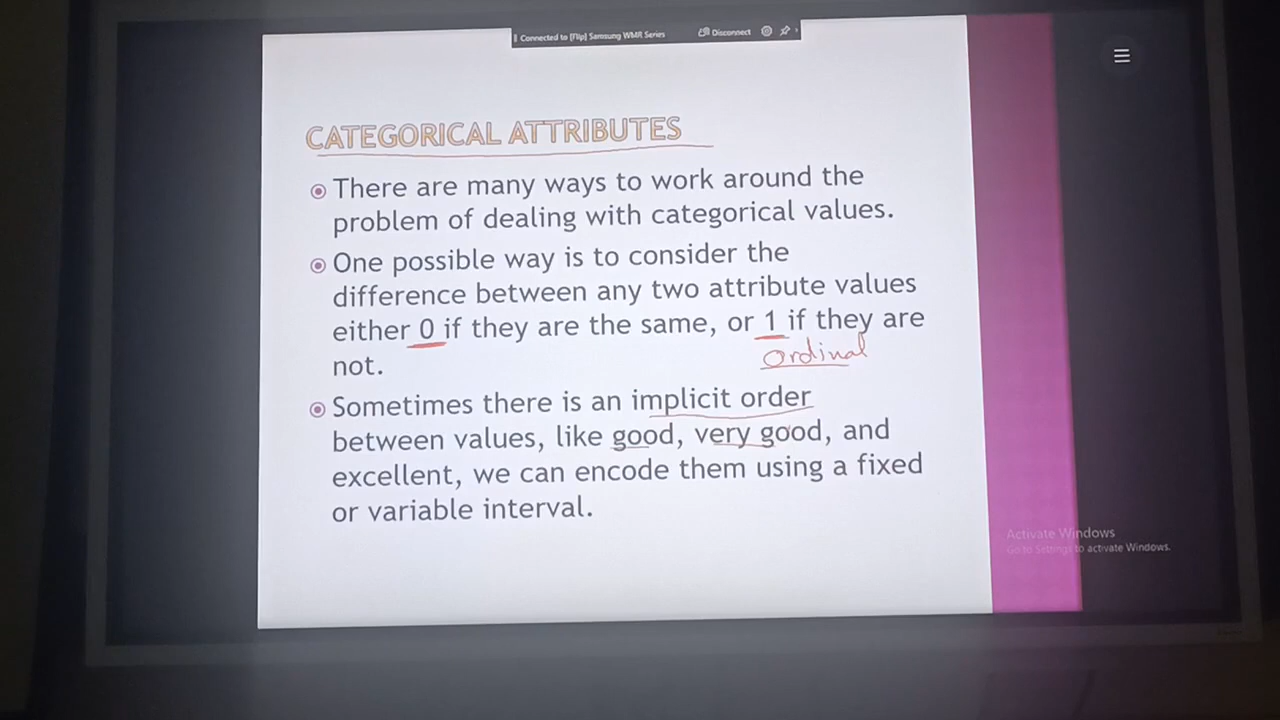 Connected to [Flip] Samsung WMR Series Disconnect
CATEGORICAL ATTRIBUTES
There are many ways to work around the
problem of dealing with categorical values.
One possible way is to consider the
difference between any two attribute values
either 0 if they are the same, or 1 if they are
not.
Ordinal
Sometimes there is an implicit order
between values, like good, very good, and
excellent, we can encode them using a fixed
or variable interval.
Activate Windows
Go to Settings to activate Windows.